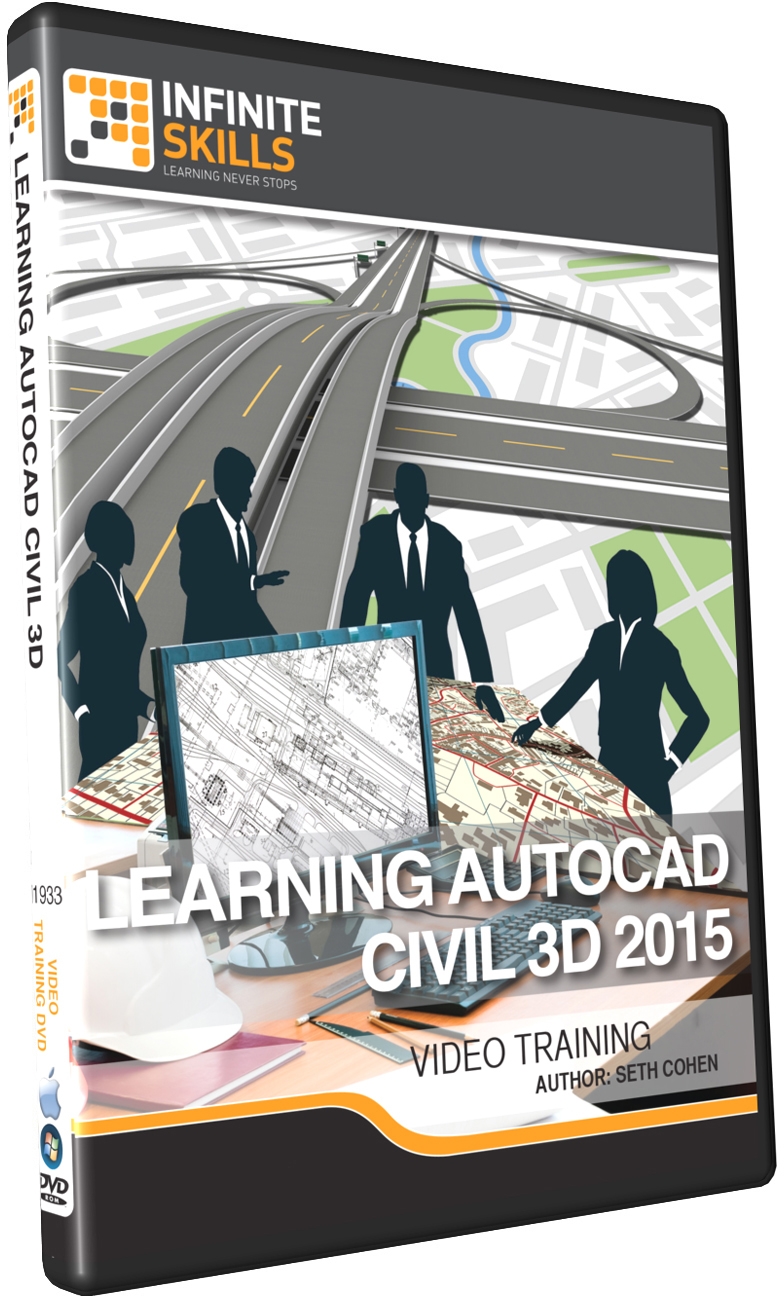 INFINITE
SKILLS
LEARNING NEVER STOPS
LEARNING AUTOCAD
CIVIL 3D 2015
VIDEO TRAINING
AUTHOR: SETH COHEN
LEARNING AUTOCAD CIVIL 3D
1933
VIDEO
TRAINING DVD
DVD
ROM